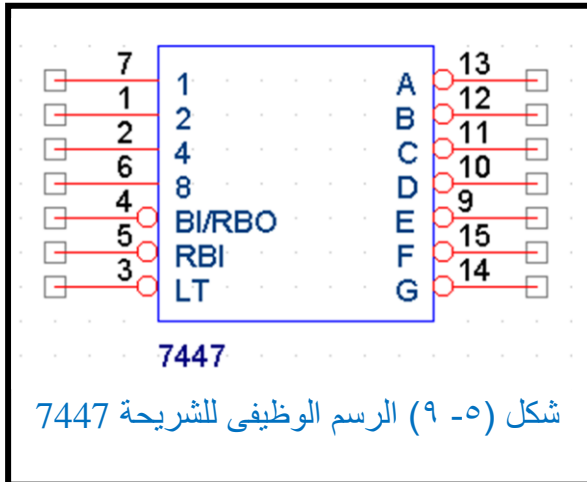 7 1 A 13
1 2 B 12
2 4 C 11
6 8 D 10
4 BI/RBO E 9
5 RBI F 15
3 LT G 14
7447
شكل (٥- ٩) الرسم الوظيفى للشريحة 7447